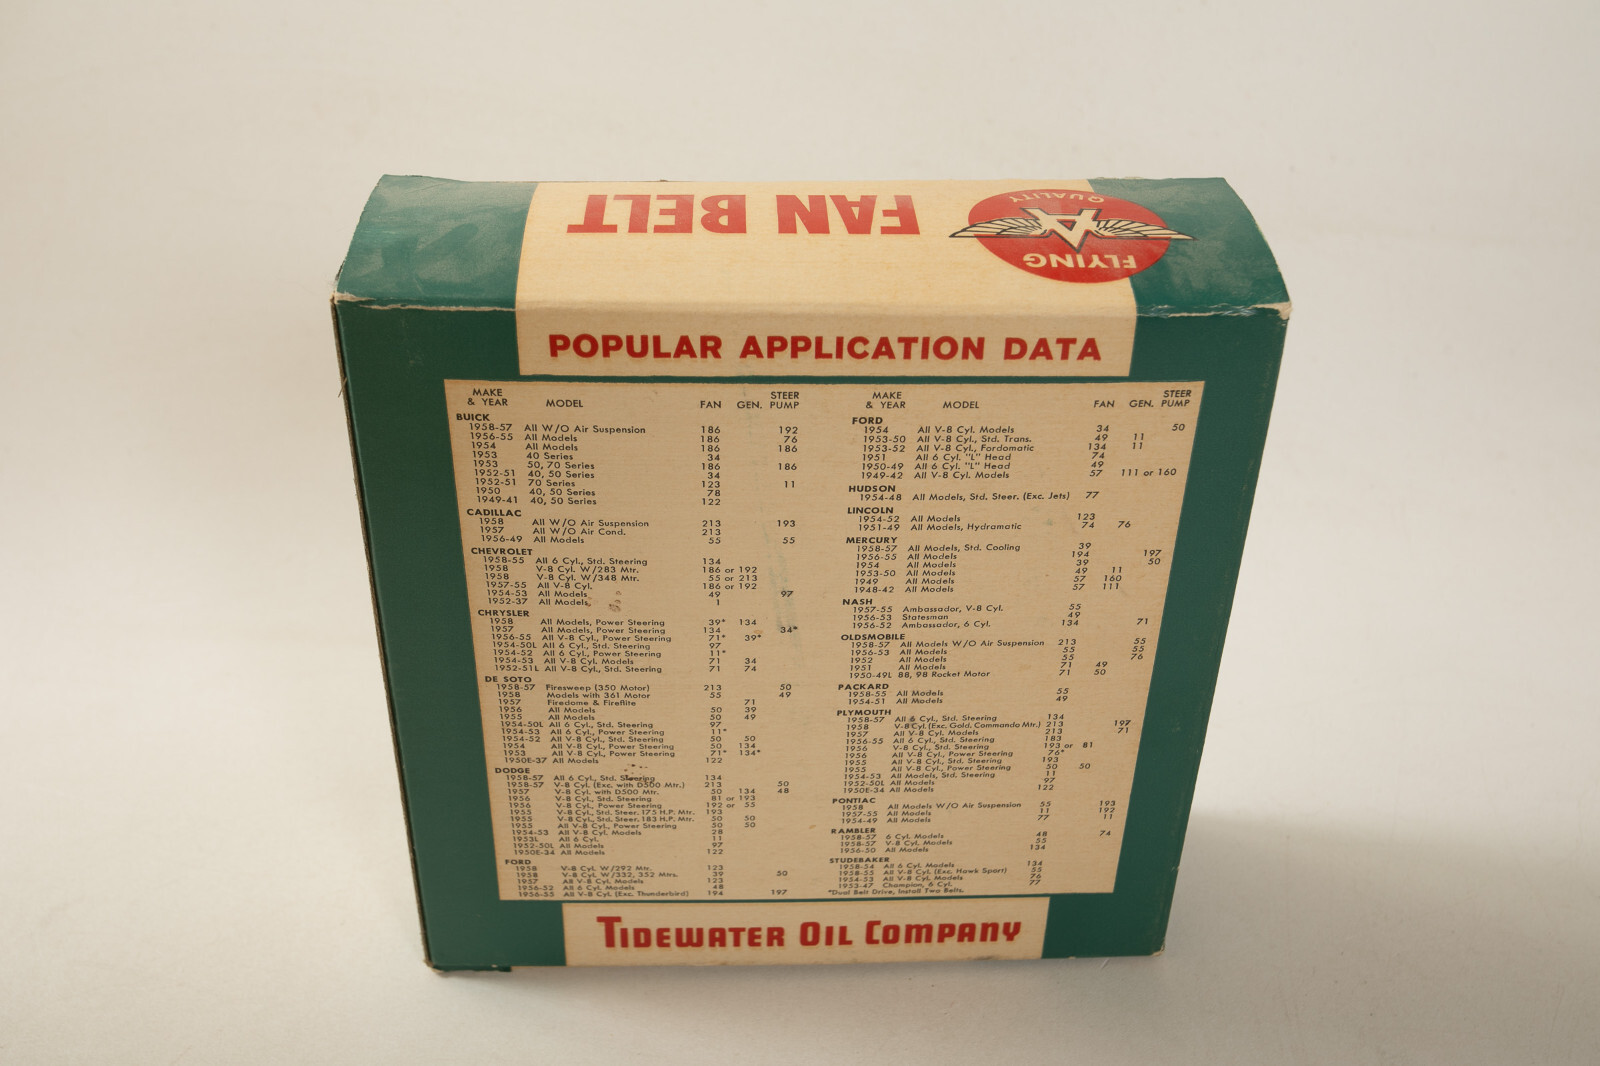 FAN BELT
QUALITY
A
FLYING
POPULAR APPLICATION DATA
MAKE & YEAR MODEL FAN GEN. STEER PUMP
BUICK
1958-57 All W/O Air Suspension 186 192
1956-55 All Models 186 76
1954 All Models 186 186
1953 40 Series 34
1953 50, 70 Series 186 186
1952-51 40, 50 Series 34
1952-51 70 Series 123 11
1950 40, 50 Series 78
1949-41 40, 50 Series 122
CADILLAC
1958 All W/O Air Suspension 213 193
1957 All W/O Air Cond. 213
1956-49 All Models 55 55
CHEVROLET
1958-55 All 6 Cyl., Std. Steering 134
1958 V-8 Cyl. W/283 Mtr. 186 or 192
1958 V-8 Cyl. W/348 Mtr. 55 or 213
1957-55 All V-8 Cyl. 186 or 192
1954-53 All Models 49 97
1952-37 All Models 1
CHRYSLER
1958 All Models, Power Steering 39* 134
1957 All Models, Power Steering 134 34*
1956-55 All V-8 Cyl., Power Steering 71* 39*
1954-50L All 6 Cyl., Std. Steering 97
1954-52 All 6 Cyl., Power Steering 11*
1954-53 All V-8 Cyl. Models 71 34
1952-51L All V-8 Cyl., Std. Steering 71 74
DE SOTO
1958-57 Firesweep (350 Motor) 213 50
1958 Models with 361 Motor 55 49
1957 Firedome & Fireflite 71
1956 All Models 50 39
1955 All Models 50 49
1954-50L All 6 Cyl., Std. Steering 97
1954-53 All 6 Cyl., Power Steering 11*
1954-52 All V-8 Cyl., Std. Steering 50 50
1954 All V-8 Cyl., Power Steering 50 134
1953 All V-8 Cyl., Power Steering 71* 134*
1950E-37 All Models 122
DODGE
1958-57 All 6 Cyl., Std. Steering 134
1958-57 V-8 Cyl. (Exc. with D500 Mtr.) 213 50
1957 V-8 Cyl. with D500 Mtr. 50 134 48
1956 V-8 Cyl., Std. Steering 81 or 193
1956 V-8 Cyl., Power Steering 192 or 55
1955 V-8 Cyl., Std. Steer. 175 H.P. Mtr. 193
1955 V-8 Cyl., Std. Steer. 183 H.P. Mtr. 50 50
1955 All V-8 Cyl., Power Steering 50 50
1954-53 All V-8 Cyl. Models 28
1953L All 6 Cyl. 11
1952-50L All Models 97
1950E-34 All Models 122
FORD
1958 V-8 Cyl. W/292 Mtr. 123
1958 V-8 Cyl. W/332, 352 Mtrs. 39 50
1957 All V-8 Cyl. Models 123
1956-52 All 6 Cyl. Models 48
1956-55 All V-8 Cyl. (Exc. Thunderbird) 194 197
MAKE & YEAR MODEL FAN GEN. STEER PUMP
FORD
1954 All V-8 Cyl. Models 34 50
1953-50 All V-8 Cyl., Std. Trans. 49 11
1953-52 All V-8 Cyl., Fordomatic 134 11
1951 All 6 Cyl. "L" Head 74
1950-49 All 6 Cyl. "L" Head 49
1949-42 All V-8 Cyl. Models 57 111 or 160
HUDSON
1954-48 All Models, Std. Steer. (Exc. Jets) 77
LINCOLN
1954-52 All Models 123
1951-49 All Models, Hydramatic 74 76
MERCURY
1958-57 All Models, Std. Cooling 39
1956-55 All Models 194 197
1954 All Models 39 50
1953-50 All Models 49 11
1949 All Models 57 160
1948-42 All Models 57 111
NASH
1957-55 Ambassador, V-8 Cyl. 55
1956-53 Statesman 49
1956-52 Ambassador, 6 Cyl. 134 71
OLDSMOBILE
1958-57 All Models W/O Air Suspension 213 55
1956-53 All Models 55 55
1952 All Models 55 76
1951 All Models 71 49
1950-49L 88, 98 Rocket Motor 71 50
PACKARD
1958-55 All Models 55
1954-51 All Models 49
PLYMOUTH
1958-57 All 6 Cyl., Std. Steering 134
1958 V-8 Cyl. (Exc. Gold. Commando Mtr.) 213 197
1957 All V-8 Cyl. Models 213 71
1956-55 All 6 Cyl., Std. Steering 183
1956 V-8 Cyl., Std. Steering 193 or 81
1956 All V-8 Cyl., Power Steering 76*
1955 All V-8 Cyl., Std. Steering 193
1955 All V-8 Cyl., Power Steering 50 50
1954-53 All Models, Std. Steering 11
1952-50L All Models 97
1950E-34 All Models 122
PONTIAC
1958 All Models W/O Air Suspension 55 193
1957-55 All Models 11 192
1954-49 All Models 77 11
RAMBLER
1958-57 6 Cyl. Models 48 74
1958-57 V-8 Cyl. Models 55
1956-50 All Models 134
STUDEBAKER
1958-54 All 6 Cyl. Models 134
1958-55 All V-8 Cyl. (Exc. Hawk Sport) 55
1954-53 All V-8 Cyl. Models 76
1953-47 Champion, 6 Cyl. 77
*Dual Belt Drive, Install Two Belts.
TIDEWATER OIL COMPANY